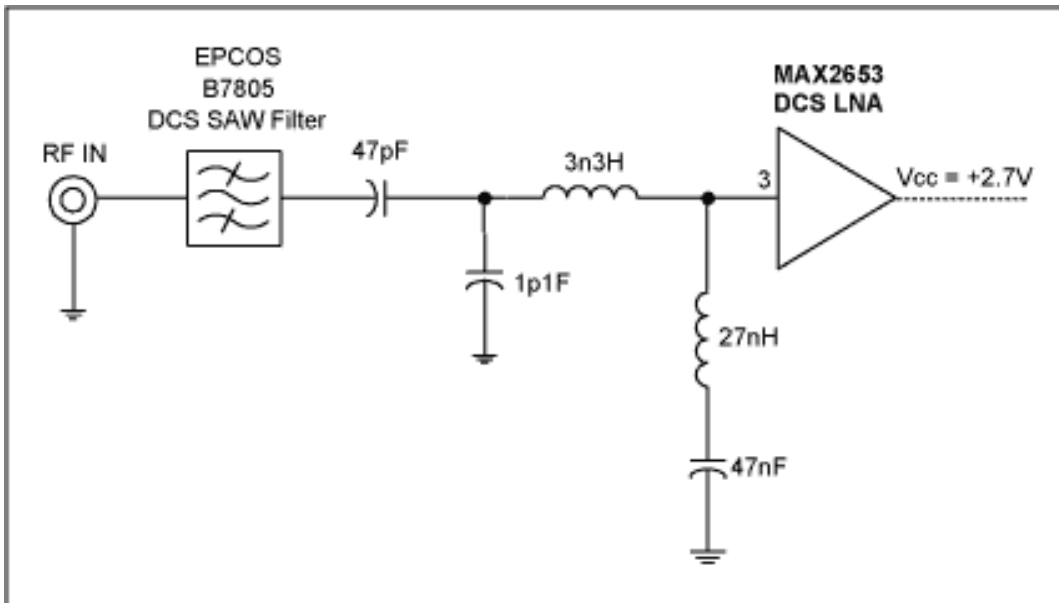 EPCOS
B7805
DCS SAW Filter
RF IN
47pF
1p1F
3n3H
3
MAX2653
DCS LNA
Vcc = +2.7V
27nH
47nF